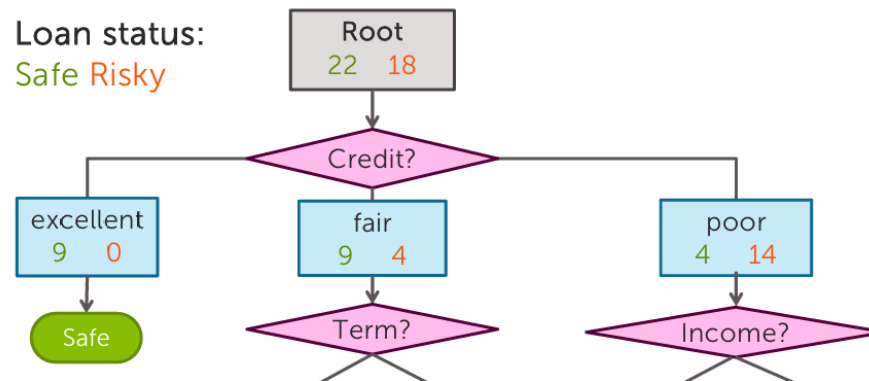 Loan status:
Safe Risky
Root
22 18
Credit?
excellent
9 0
fair
9 4
poor
4 14
Safe
Term?
Income?